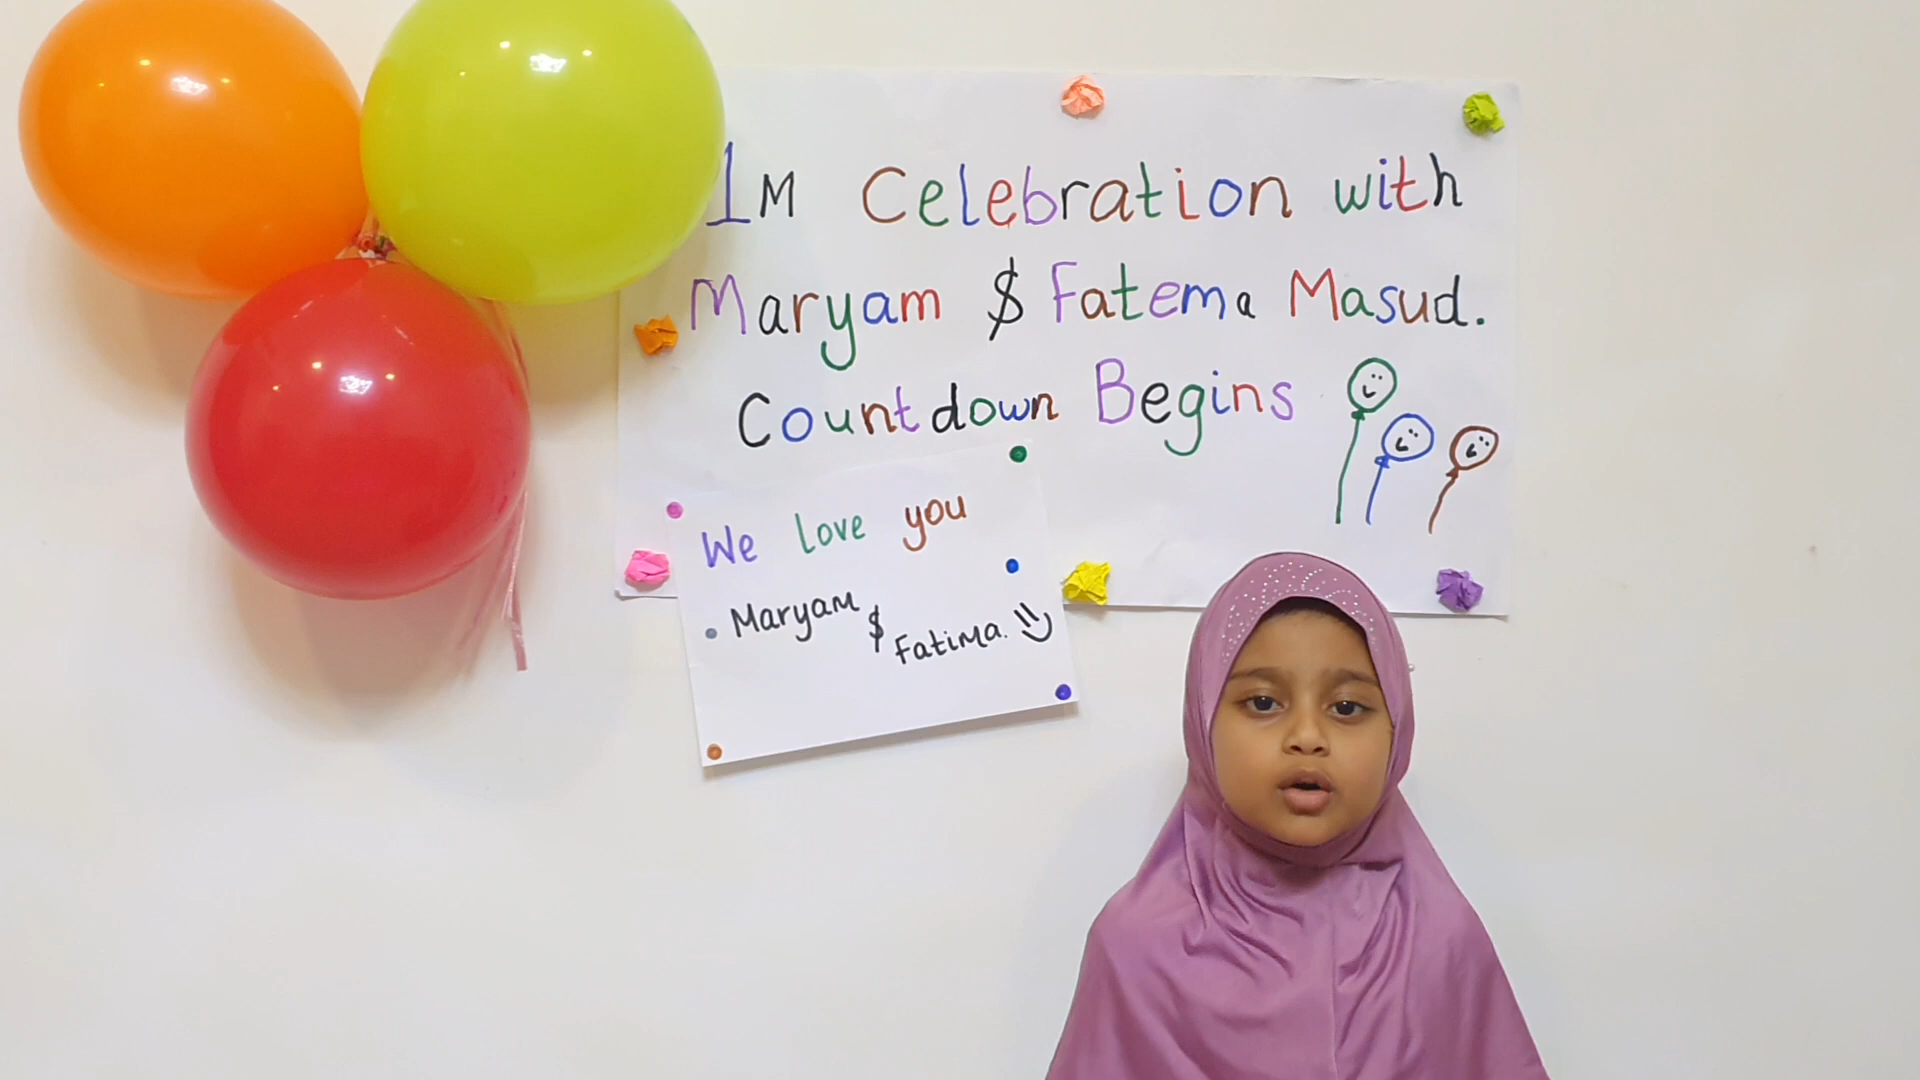 1M Celebration with
Maryam $ Fatema Masud.
Countdown Begins
We love you
Maryam $ Fatima.